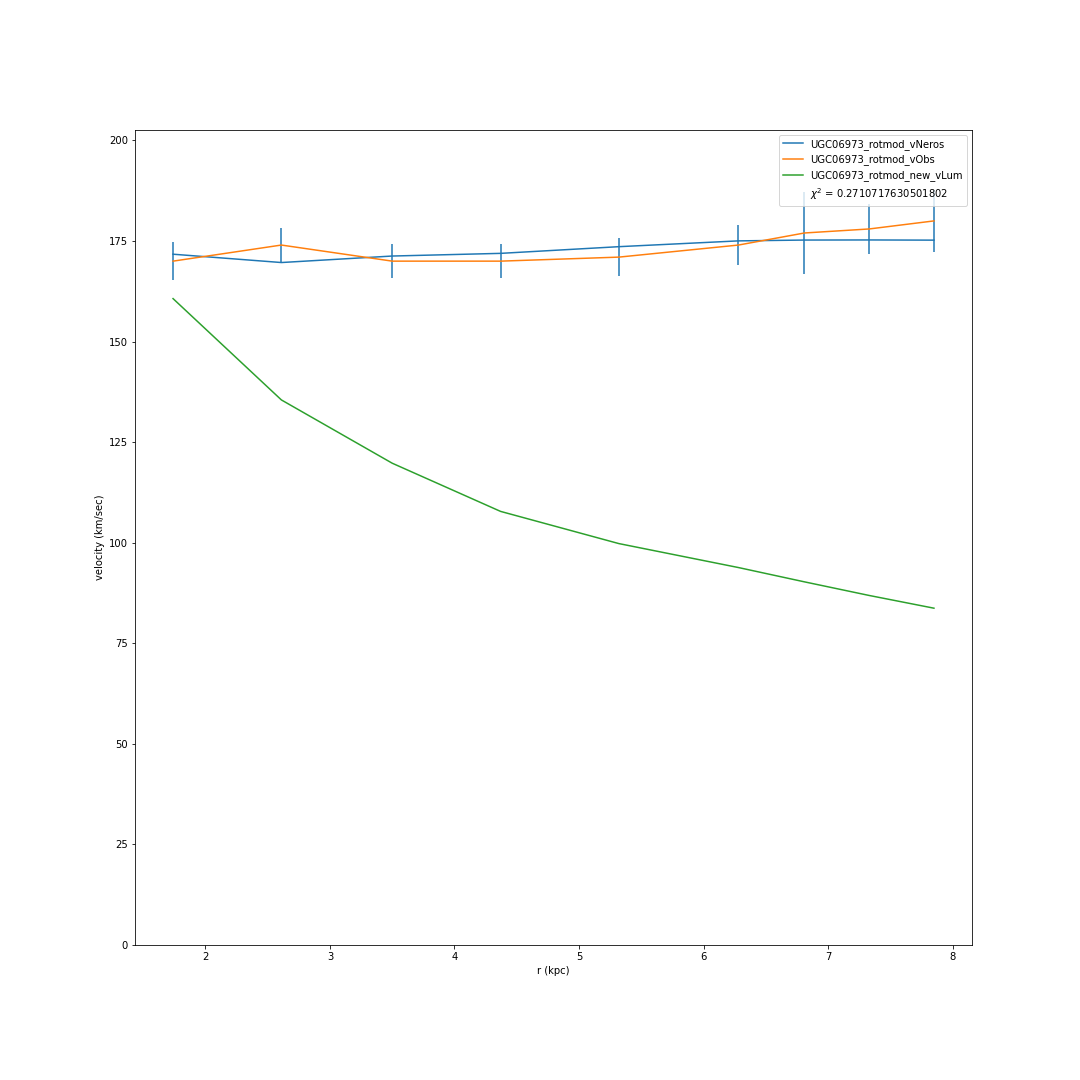 UGC06973_rotmod_vNeros
UGC06973_rotmod_vObs
UGC06973_rotmod_new_vLum
χ² = 0.2710717630501802
200
175
150
125
100
75
50
25
0
velocity (km/sec)
2 3 4 5 6 7 8
r (kpc)